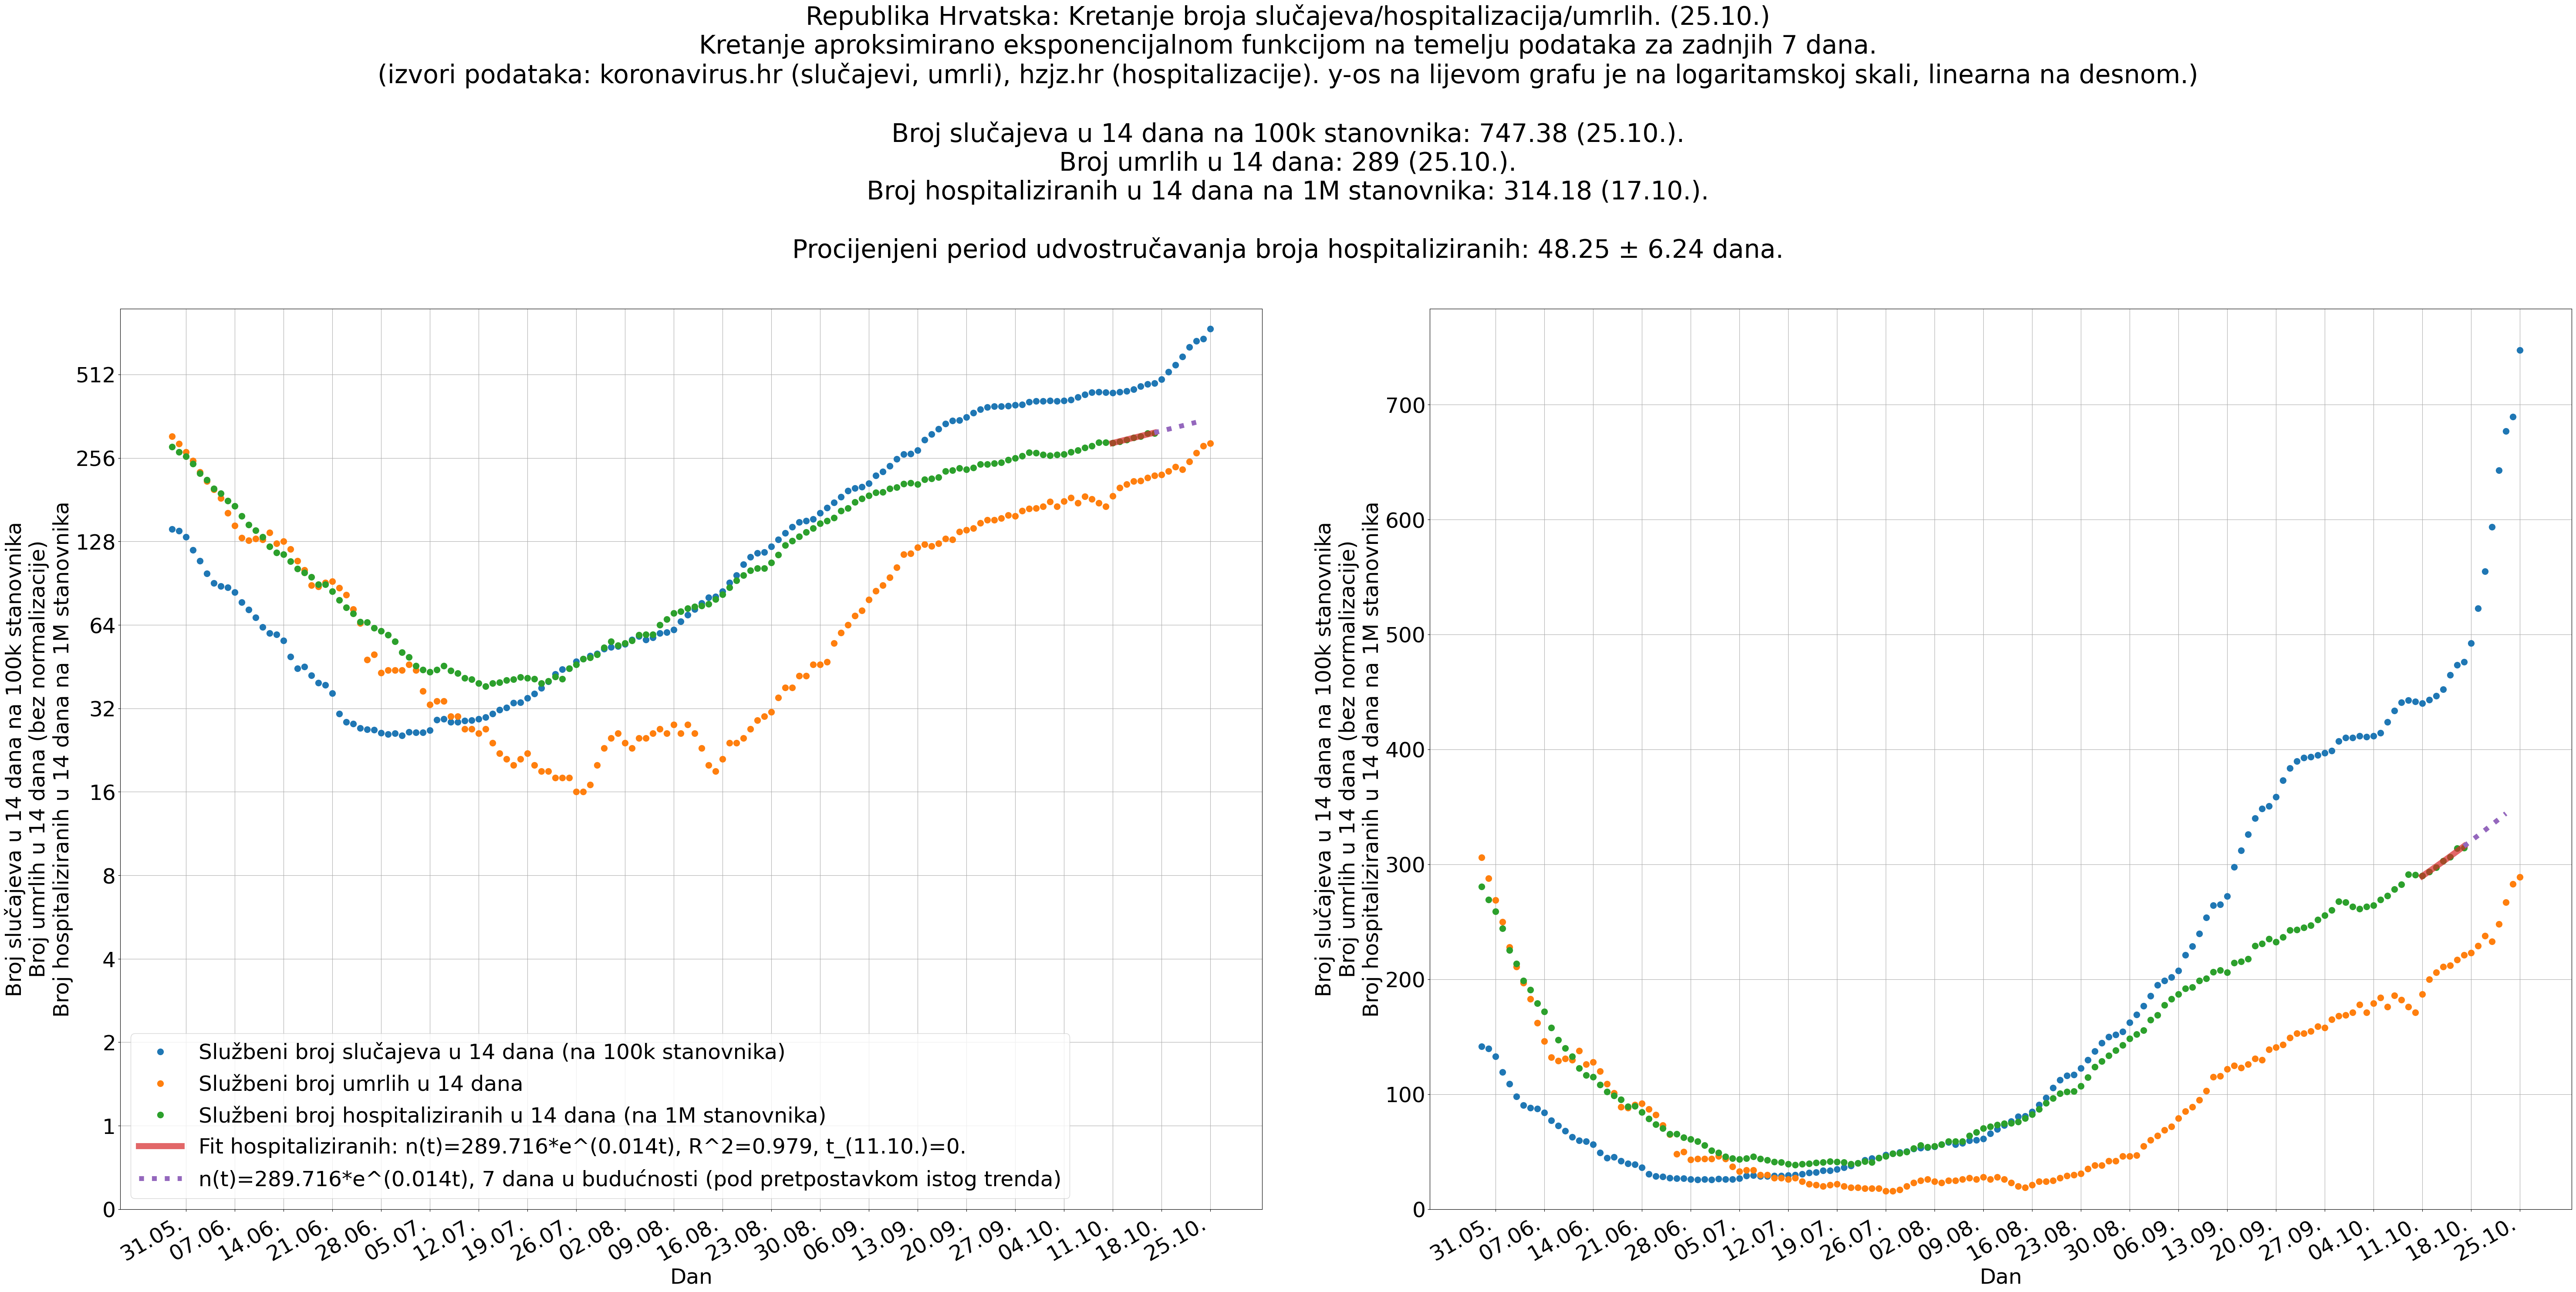 Republika Hrvatska: Kretanje broja slučajeva/hospitalizacija/umrlih. (25.10.)
Kretanje aproksimirano eksponencijalnom funkcijom na temelju podataka za zadnjih 7 dana.
(izvori podataka: koronavirus.hr (slučajevi, umrli), hzjz.hr (hospitalizacije). y-os na lijevom grafu je na logaritamskoj skali, linearna na desnom.)
Broj slučajeva u 14 dana na 100k stanovnika: 747.38 (25.10.).
Broj umrlih u 14 dana: 289 (25.10.).
Broj hospitaliziranih u 14 dana na 1M stanovnika: 314.18 (17.10.).
Procijenjeni period udvostručavanja broja hospitaliziranih: 48.25 ± 6.24 dana.
Broj slučajeva u 14 dana na 100k stanovnika
Broj umrlih u 14 dana (bez normalizacije)
Broj hospitaliziranih u 14 dana na 1M stanovnika
512
256
128
64
32
16
8
4
2
1
0
Službeni broj slučajeva u 14 dana (na 100k stanovnika)
Službeni broj umrlih u 14 dana
Službeni broj hospitaliziranih u 14 dana (na 1M stanovnika)
Fit hospitaliziranih: n(t)=289.716*e^(0.014t), R^2=0.979, t_(11.10.)=0.
n(t)=289.716*e^(0.014t), 7 dana u budućnosti (pod pretpostavkom istog trenda)
31.05. 07.06. 14.06. 21.06. 28.06. 05.07. 12.07. 19.07. 26.07. 02.08. 09.08. 16.08. 23.08. 30.08. 06.09. 13.09. 20.09. 27.09. 04.10. 11.10. 18.10. 25.10.
Dan
Broj slučajeva u 14 dana na 100k stanovnika
Broj umrlih u 14 dana (bez normalizacije)
Broj hospitaliziranih u 14 dana na 1M stanovnika
700
600
500
400
300
200
100
0
31.05. 07.06. 14.06. 21.06. 28.06. 05.07. 12.07. 19.07. 26.07. 02.08. 09.08. 16.08. 23.08. 30.08. 06.09. 13.09. 20.09. 27.09. 04.10. 11.10. 18.10. 25.10.
Dan